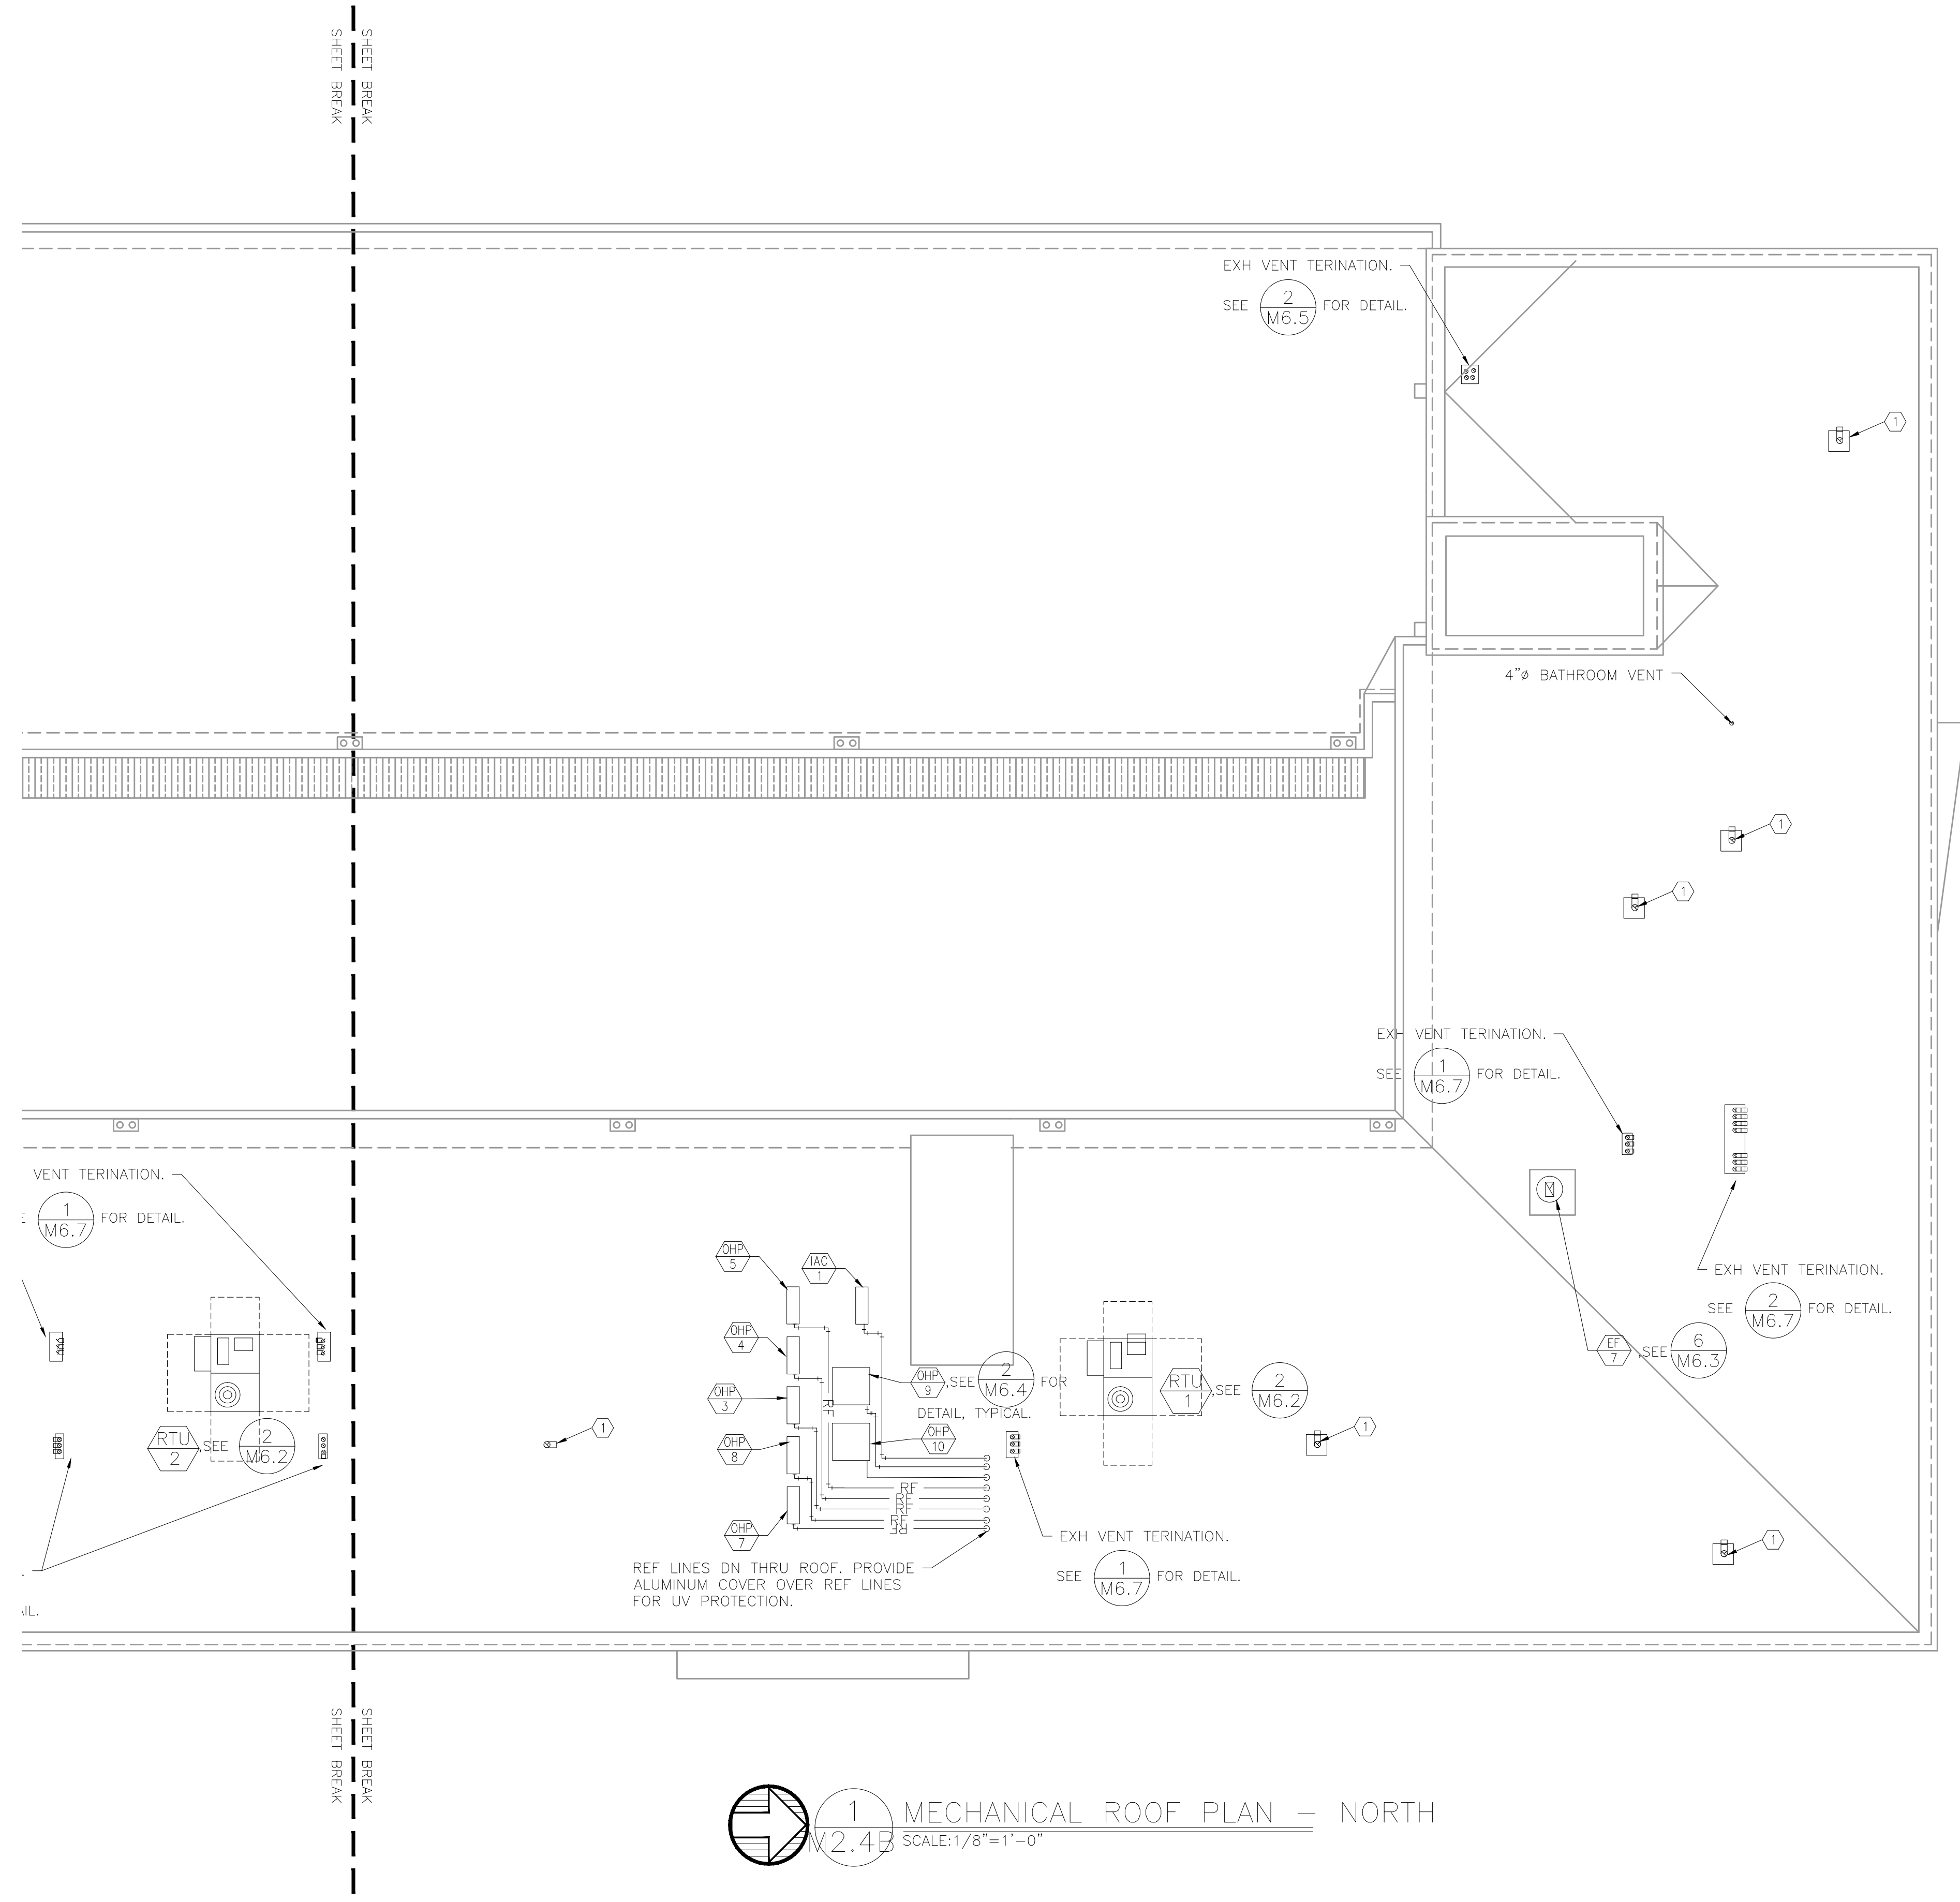 SHEET BREAK
SHEET BREAK
EXH VENT TERINATION.
SEE 2 M6.5 FOR DETAIL.
1
4"ø BATHROOM VENT
1
1
EXH VENT TERINATION.
SEE 1 M6.7 FOR DETAIL.
VENT TERINATION.
1 M6.7 FOR DETAIL.
OHP 5
IAC 1
OHP 4
OHP 3
OHP 8
OHP 7
OHP 9 ,SEE 2 M6.4 FOR
DETAIL, TYPICAL.
OHP 10
RF
RF
RF
RF
RF
RF
RTU 1 ,SEE 2 M6.2
RTU 2 ,SEE 2 M6.2
1
1
EXH VENT TERINATION.
SEE 2 M6.7 FOR DETAIL.
EF 7 ,SEE 6 M6.3
1
EXH VENT TERINATION.
SEE 1 M6.7 FOR DETAIL.
REF LINES DN THRU ROOF. PROVIDE
ALUMINUM COVER OVER REF LINES
FOR UV PROTECTION.
SHEET BREAK
SHEET BREAK
1 M2.4B
MECHANICAL ROOF PLAN – NORTH
SCALE:1/8"=1'-0"